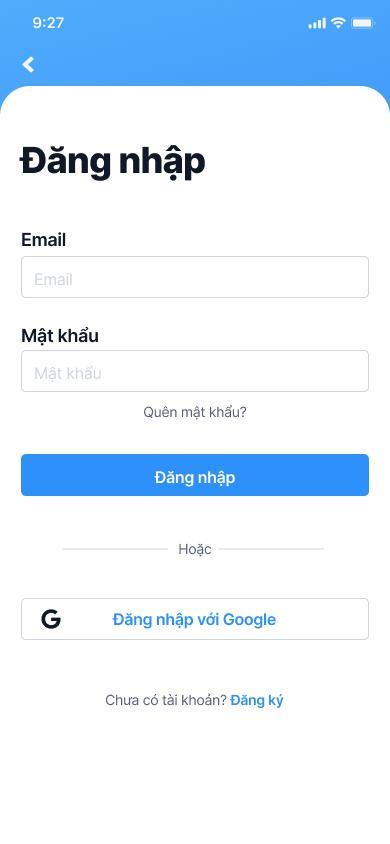 9:27
Đăng nhập
Email
Email
Mật khẩu
Mật khẩu
Quên mật khẩu?
Đăng nhập
Hoặc
G Đăng nhập với Google
Chưa có tài khoản? Đăng ký